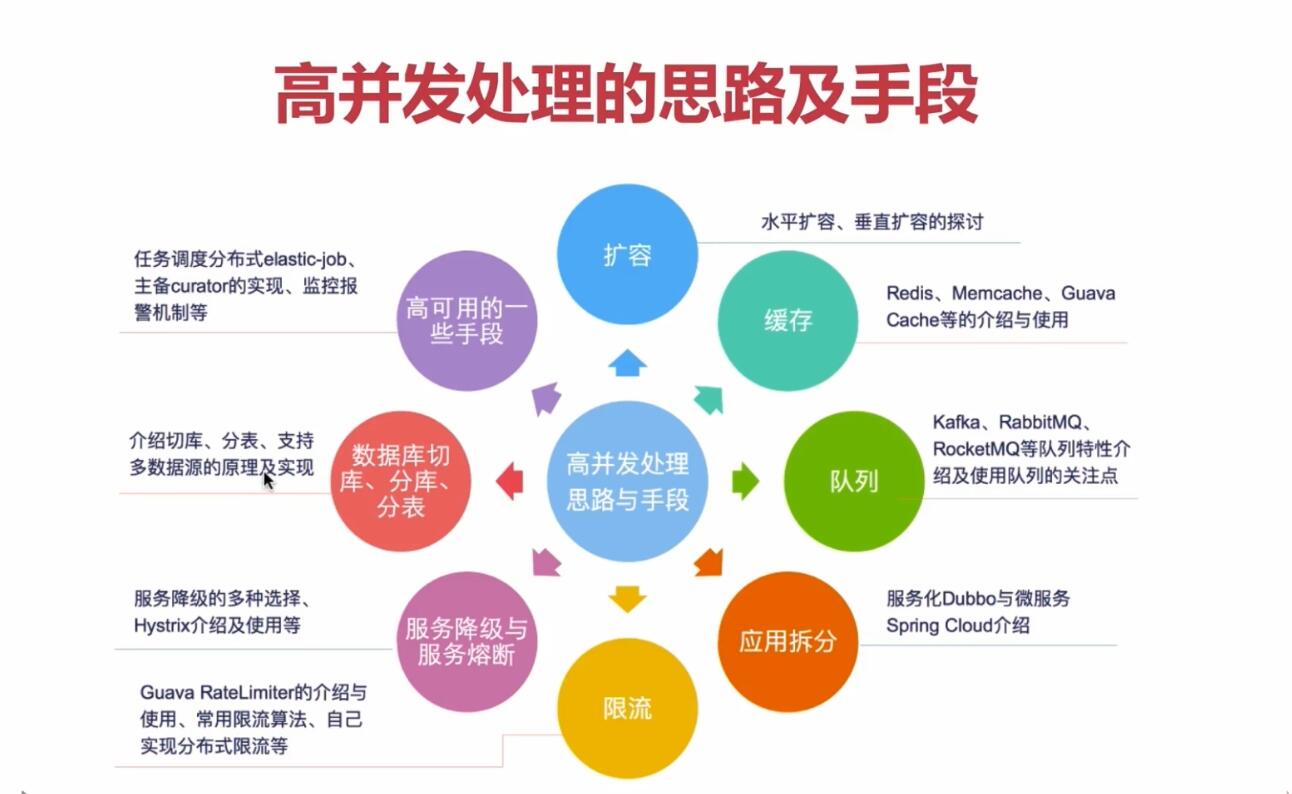 高并发处理的思路及手段
扩容
水平扩容、垂直扩容的探讨
缓存
Redis、Memcache、Guava
Cache等的介绍与使用
队列
Kafka、RabbitMQ、
RocketMQ等队列特性介
绍及使用队列的关注点
应用拆分
服务化Dubbo与微服务
Spring Cloud介绍
限流
Guava RateLimiter的介绍与
使用、常用限流算法、自己
实现分布式限流等
服务降级与
服务熔断
服务降级的多种选择、
Hystrix介绍及使用等
数据库切
库、分库、
分表
介绍切库、分表、支持
多数据源的原理及实现
高可用的一
些手段
任务调度分布式elastic-job、
主备curator的实现、监控报
警机制等
高并发处理
思路与手段